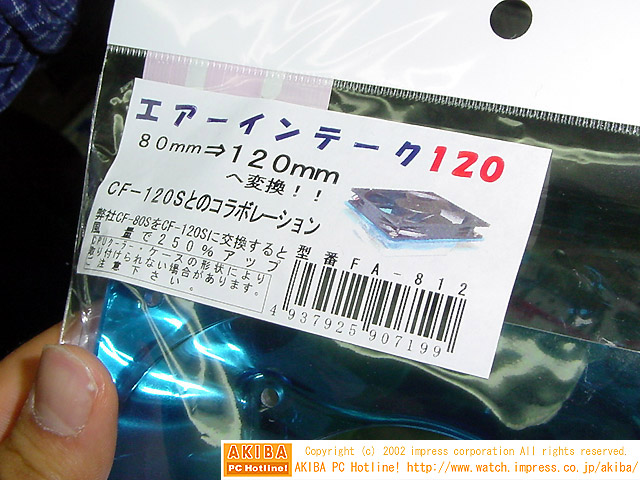 エアーインテーク120
80mm⇒120mm
へ変換!!
CF-120Sとのコラボレーション
弊社CF-80SをCF-120Sに交換すると
風量で250%アップ
CPUクーラー・ケースの形状により
取り付けられない場合があります。
ご注意下さい。
型番FA-812
4937925907199
AKIBA
PC Hotline!
Copyright (c) 2002 impress corporation All rights reserved.
AKIBA PC Hotline! http://www.watch.impress.co.jp/akiba/